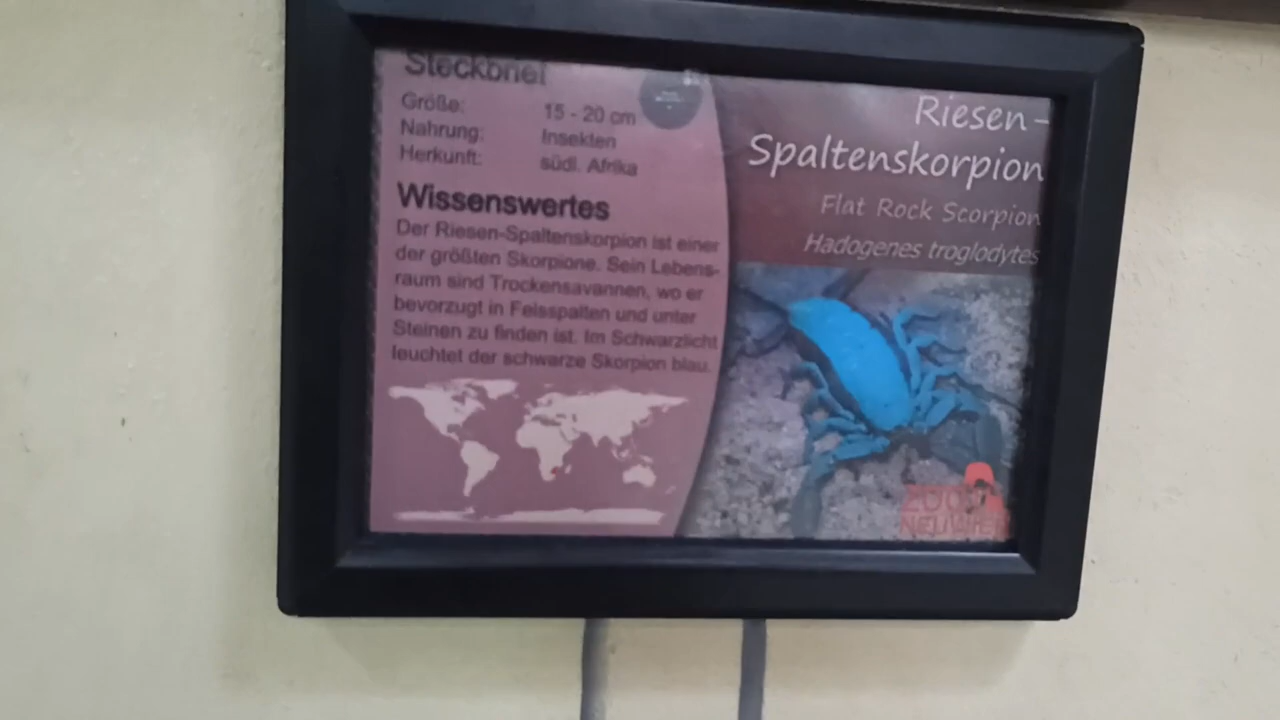 Steckbrief
Größe: 15 - 20 cm
Nahrung: Insekten
Herkunft: südl. Afrika
Wissenswertes
Der Riesen-Spaltenskorpion ist einer
der größten Skorpione. Sein Lebens-
raum sind Trockensavannen, wo er
bevorzugt in Felsspalten und unter
Steinen zu finden ist. Im Schwarzlicht
leuchtet der schwarze Skorpion blau.
Riesen-
Spaltenskorpion
Flat Rock Scorpion
Hadogenes troglodytes
ZOO
NEUWIED